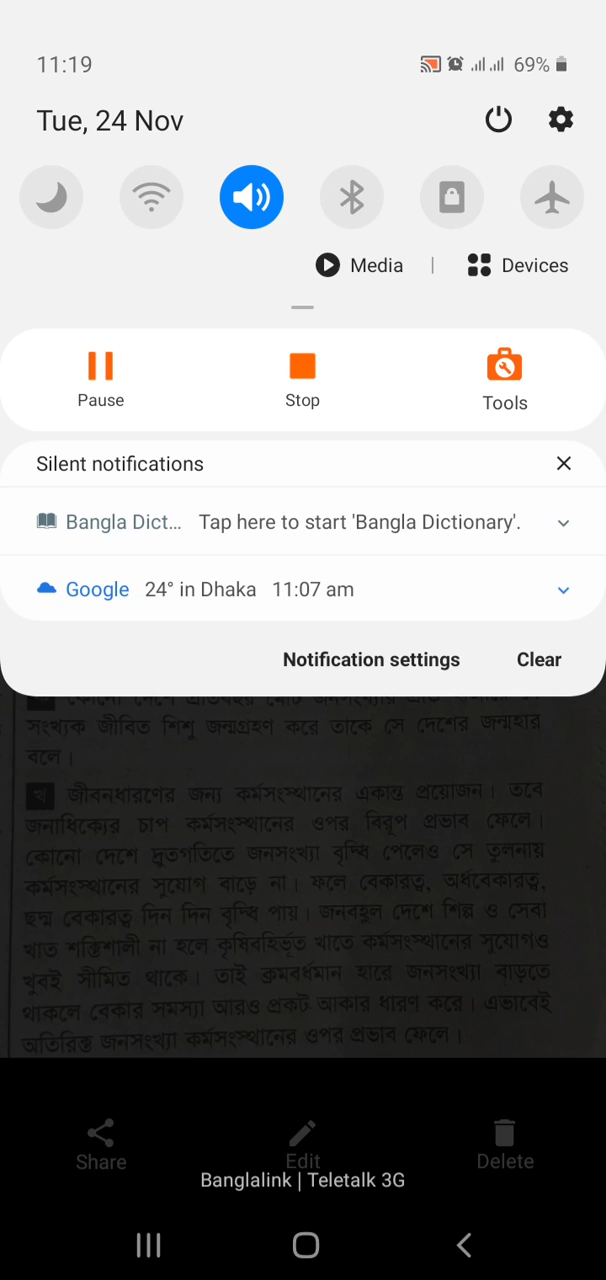 11:19
69%
Tue, 24 Nov
Media | Devices
Pause Stop Tools
Silent notifications
Bangla Dict... Tap here to start 'Bangla Dictionary'.
Google 24° in Dhaka 11:07 am
Notification settings Clear
সংখ্যক জীবিত শিশু জন্মগ্রহণ করে তাকে সে দেশের জন্মহার
বলে।
খ জীবনধারণের জন্য কর্মসংস্থানের একান্ত প্রয়োজন। তবে
জনাধিক্যের চাপ কর্মসংস্থানের ওপর বিরূপ প্রভাব ফেলে।
কোনো দেশে দ্রুতগতিতে জনসংখ্যা বৃদ্ধি পেলেও সে তুলনায়
কর্মসংস্থানের সুযোগ বাড়ে না। ফলে বেকারত্ব, অর্ধবেকারত্ব,
ছদ্ম বেকারত্ব দিন দিন বৃদ্ধি পায়। জনবহুল দেশে শিল্প ও সেবা
খাত শক্তিশালী না হলে কৃষিবহির্ভূত খাতে কর্মসংস্থানের সুযোগও
খুবই সীমিত থাকে। তাই ক্রমবর্ধমান হারে জনসংখ্যা বাড়তে
থাকলে বেকার সমস্যা আরও প্রকট আকার ধারণ করে। এভাবেই
অতিরিক্ত জনসংখ্যা কর্মসংস্থানের ওপর প্রভাব ফেলে।
Share Edit Delete
Banglalink | Teletalk 3G